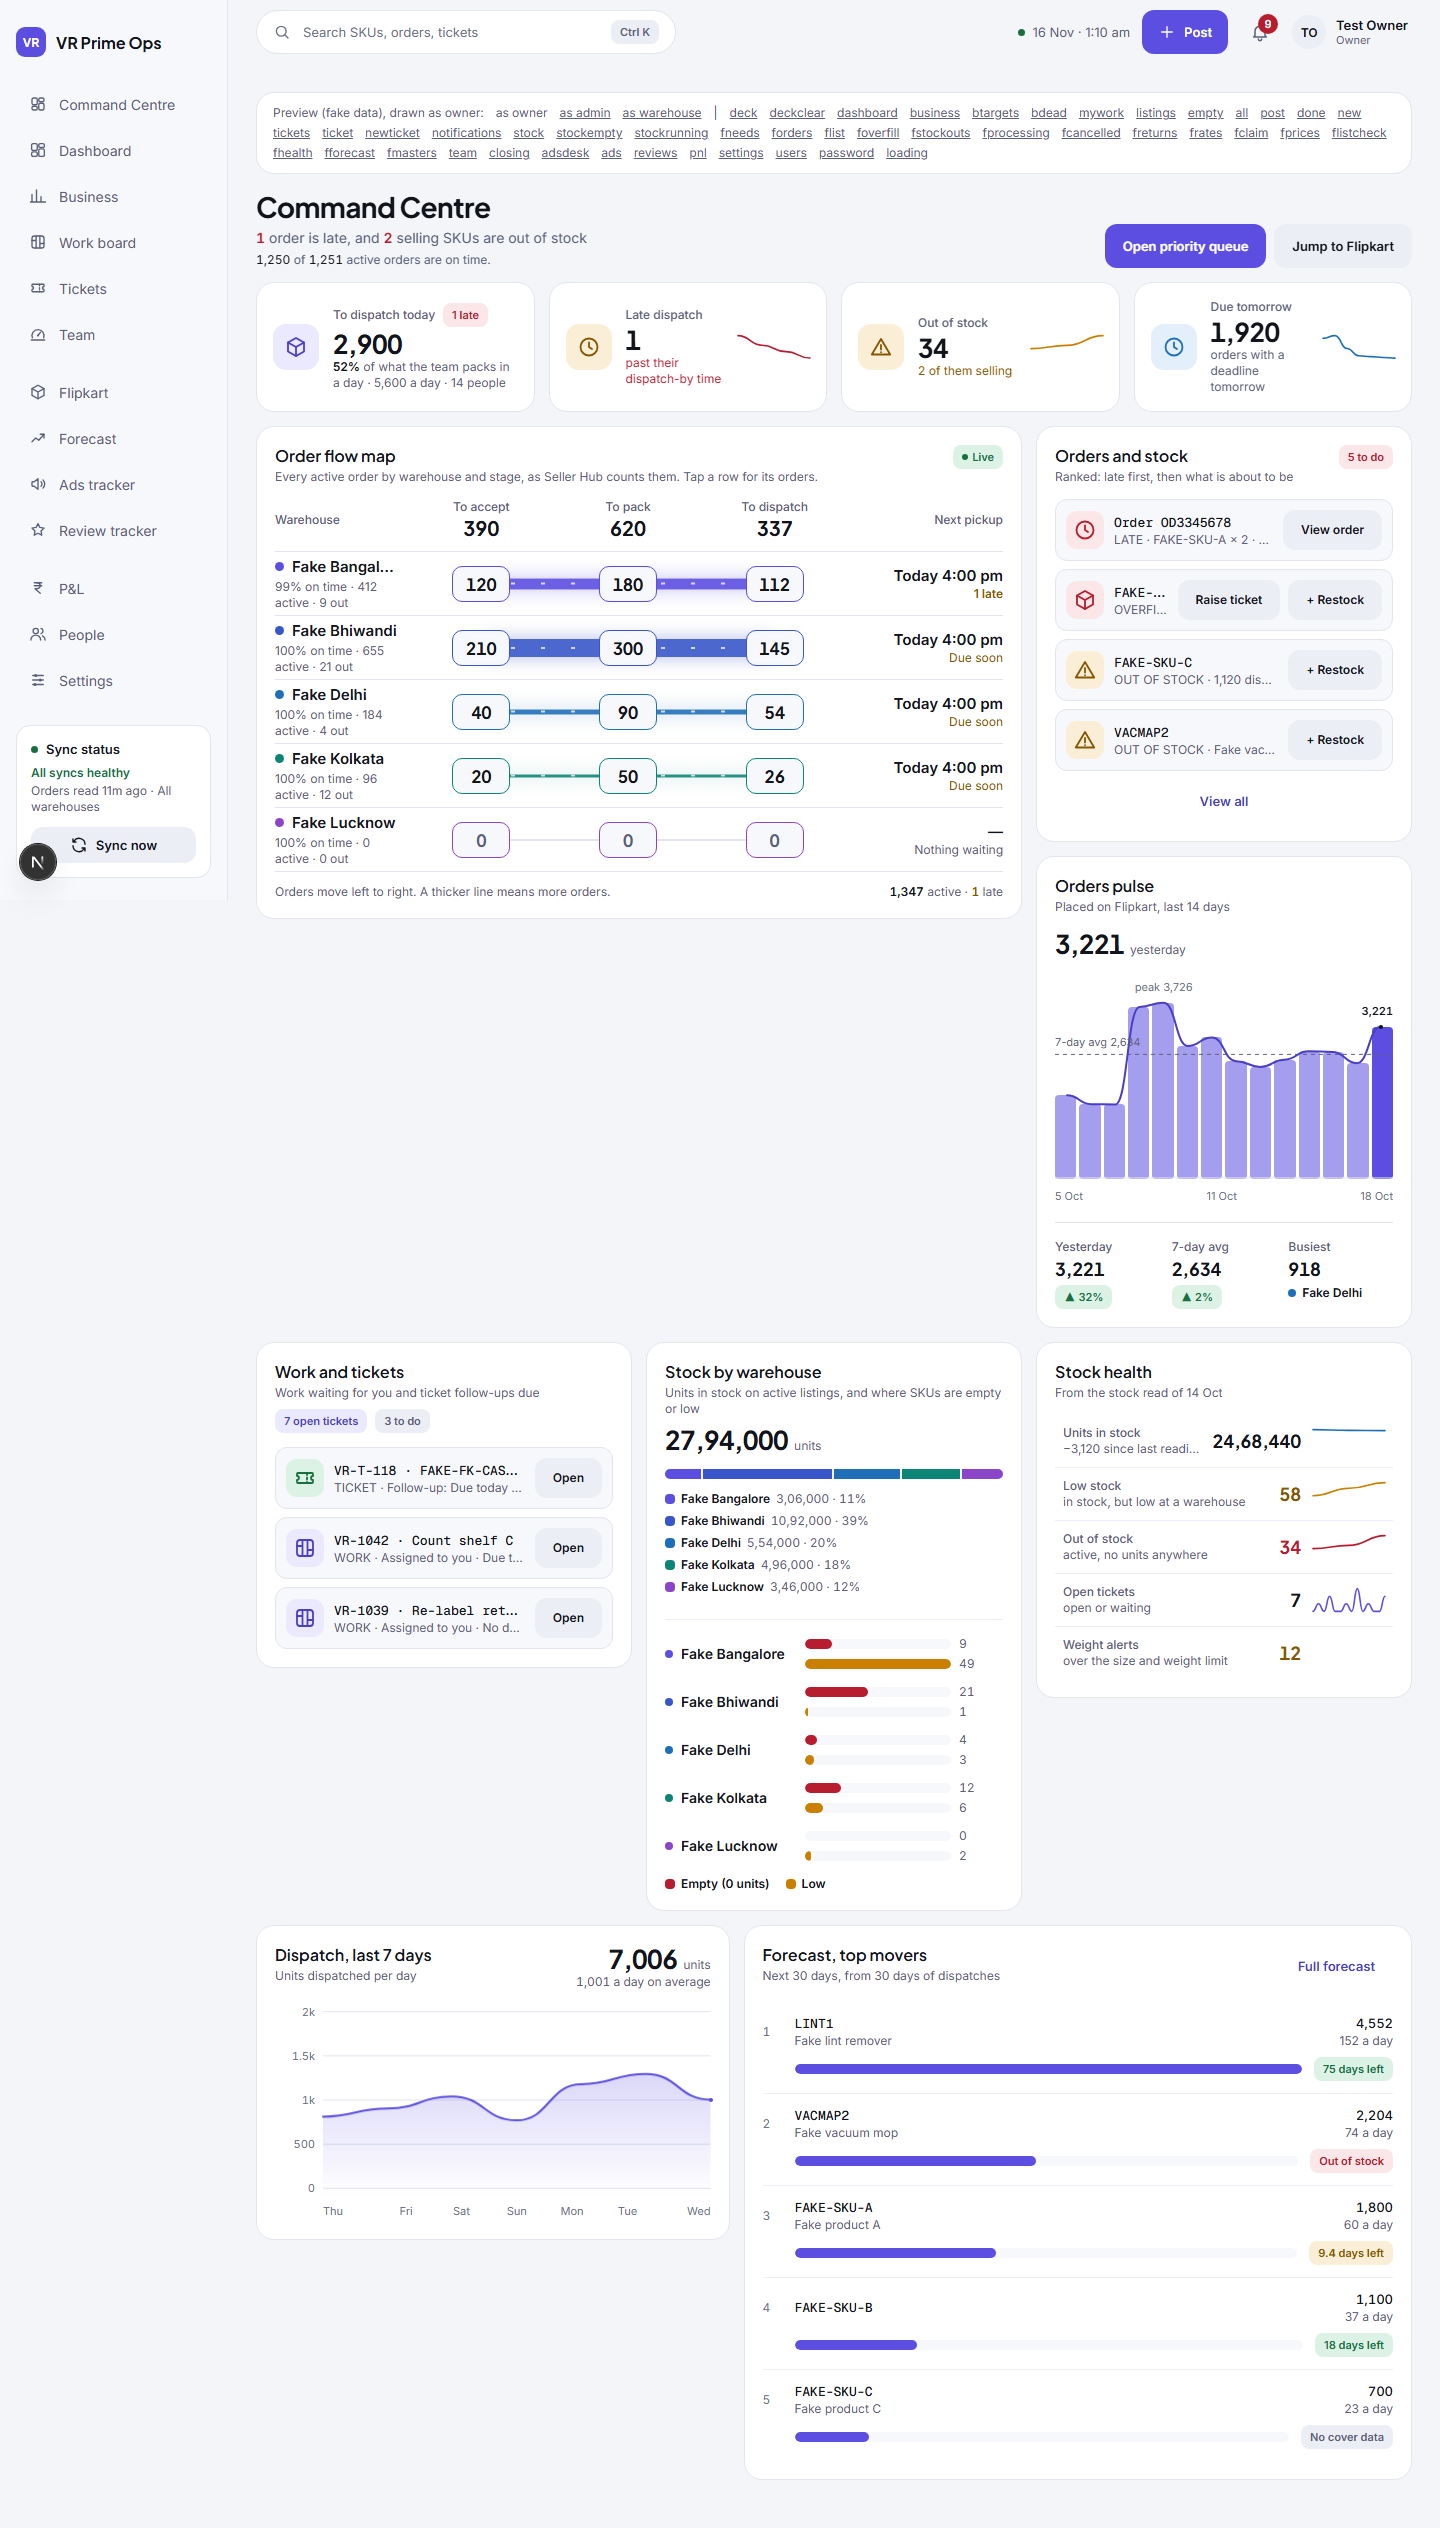 VR VR Prime Ops
Search SKUs, orders, tickets Ctrl K
16 Nov · 1:10 am
+ Post
9
TO Test Owner
Owner
Command Centre
Dashboard
Business
Work board
Tickets
Team
Flipkart
Forecast
Ads tracker
Review tracker
₹ P&L
People
Settings
Sync status
All syncs healthy
Orders read 11m ago · All
warehouses
Sync now
N
Preview (fake data), drawn as owner: as owner as admin as warehouse | deck deckclear dashboard business btargets bdead mywork listings empty all post done new
tickets ticket newticket notifications stock stockempty stockrunning fneeds forders flist foverfill fstockouts fprocessing fcancelled freturns frates fclaim fprices flistcheck
fhealth fforecast fmasters team closing adsdesk ads reviews pnl settings users password loading
Command Centre
1 order is late, and 2 selling SKUs are out of stock
1,250 of 1,251 active orders are on time.
Open priority queue
Jump to Flipkart
To dispatch today 1 late
2,900
52% of what the team packs in
a day · 5,600 a day · 14 people
Late dispatch
1
past their
dispatch-by time
Out of stock
34
2 of them selling
Due tomorrow
1,920
orders with a
deadline
tomorrow
Order flow map
Live
Every active order by warehouse and stage, as Seller Hub counts them. Tap a row for its orders.
Warehouse
To accept
390
To pack
620
To dispatch
337
Next pickup
Fake Bangal...
99% on time · 412
active · 9 out
120 180 112
Today 4:00 pm
1 late
Fake Bhiwandi
100% on time · 655
active · 21 out
210 300 145
Today 4:00 pm
Due soon
Fake Delhi
100% on time · 184
active · 4 out
40 90 54
Today 4:00 pm
Due soon
Fake Kolkata
100% on time · 96
active · 12 out
20 50 26
Today 4:00 pm
Due soon
Fake Lucknow
100% on time · 0
active · 0 out
0 0 0
—
Nothing waiting
Orders move left to right. A thicker line means more orders.
1,347 active · 1 late
Orders and stock
5 to do
Ranked: late first, then what is about to be
Order OD3345678
LATE · FAKE-SKU-A × 2 · ...
View order
FAKE-...
OVERFI...
Raise ticket
+ Restock
FAKE-SKU-C
OUT OF STOCK · 1,120 dis...
+ Restock
VACMAP2
OUT OF STOCK · Fake vac...
+ Restock
View all
Orders pulse
Placed on Flipkart, last 14 days
3,221 yesterday
peak 3,726
3,221
7-day avg 2,634
5 Oct 11 Oct 18 Oct
Yesterday
3,221
▲ 32%
7-day avg
2,634
▲ 2%
Busiest
918
Fake Delhi
Work and tickets
Work waiting for you and ticket follow-ups due
7 open tickets 3 to do
VR-T-118 · FAKE-FK-CAS...
TICKET · Follow-up: Due today ...
Open
VR-1042 · Count shelf C
WORK · Assigned to you · Due t...
Open
VR-1039 · Re-label ret...
WORK · Assigned to you · No d...
Open
Stock by warehouse
Units in stock on active listings, and where SKUs are empty
or low
27,94,000 units
Fake Bangalore 3,06,000 · 11%
Fake Bhiwandi 10,92,000 · 39%
Fake Delhi 5,54,000 · 20%
Fake Kolkata 4,96,000 · 18%
Fake Lucknow 3,46,000 · 12%
Fake Bangalore
9
49
Fake Bhiwandi
21
1
Fake Delhi
4
3
Fake Kolkata
12
6
Fake Lucknow
0
2
Empty (0 units) Low
Stock health
From the stock read of 14 Oct
Units in stock
−3,120 since last readi...
24,68,440
Low stock
in stock, but low at a warehouse
58
Out of stock
active, no units anywhere
34
Open tickets
open or waiting
7
Weight alerts
over the size and weight limit
12
Dispatch, last 7 days
Units dispatched per day
7,006 units
1,001 a day on average
2k
1.5k
1k
500
0
Thu Fri Sat Sun Mon Tue Wed
Forecast, top movers
Next 30 days, from 30 days of dispatches
Full forecast
1 LINT1 4,552
Fake lint remover 152 a day
75 days left
2 VACMAP2 2,204
Fake vacuum mop 74 a day
Out of stock
3 FAKE-SKU-A 1,800
Fake product A 60 a day
9.4 days left
4 FAKE-SKU-B 1,100
37 a day
18 days left
5 FAKE-SKU-C 700
Fake product C 23 a day
No cover data